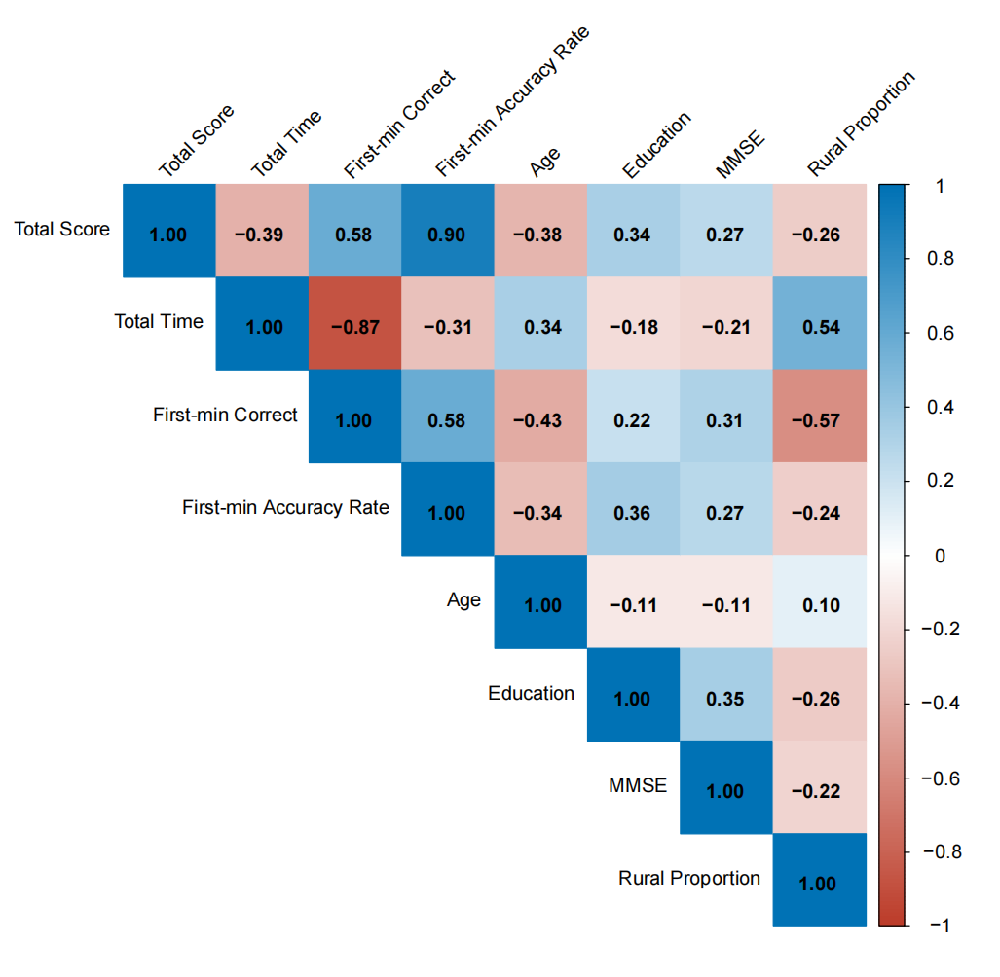 Total Score
Total Time
First-min Correct
First-min Accuracy Rate
Age
Education
MMSE
Rural Proportion
Total Score 1.00 −0.39 0.58 0.90 −0.38 0.34 0.27 −0.26
Total Time 1.00 −0.87 −0.31 0.34 −0.18 −0.21 0.54
First-min Correct 1.00 0.58 −0.43 0.22 0.31 −0.57
First-min Accuracy Rate 1.00 −0.34 0.36 0.27 −0.24
Age 1.00 −0.11 −0.11 0.10
Education 1.00 0.35 −0.26
MMSE 1.00 −0.22
Rural Proportion 1.00
1
0.8
0.6
0.4
0.2
0
−0.2
−0.4
−0.6
−0.8
−1